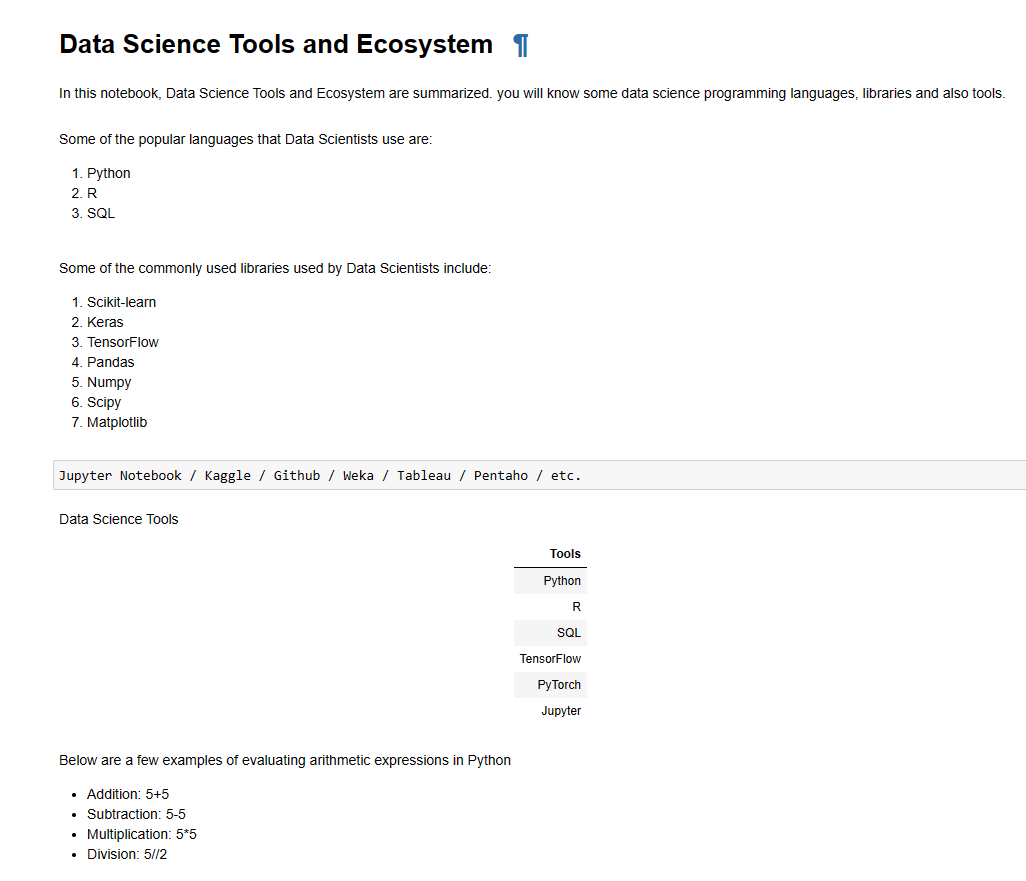 Data Science Tools and Ecosystem ¶
In this notebook, Data Science Tools and Ecosystem are summarized. you will know some data science programming languages, libraries and also tools.
Some of the popular languages that Data Scientists use are:
1. Python
2. R
3. SQL
Some of the commonly used libraries used by Data Scientists include:
1. Scikit-learn
2. Keras
3. TensorFlow
4. Pandas
5. Numpy
6. Scipy
7. Matplotlib
Jupyter Notebook / Kaggle / Github / Weka / Tableau / Pentaho / etc.
Data Science Tools
Tools
Python
R
SQL
TensorFlow
PyTorch
Jupyter
Below are a few examples of evaluating arithmetic expressions in Python
• Addition: 5+5
• Subtraction: 5-5
• Multiplication: 5*5
• Division: 5//2